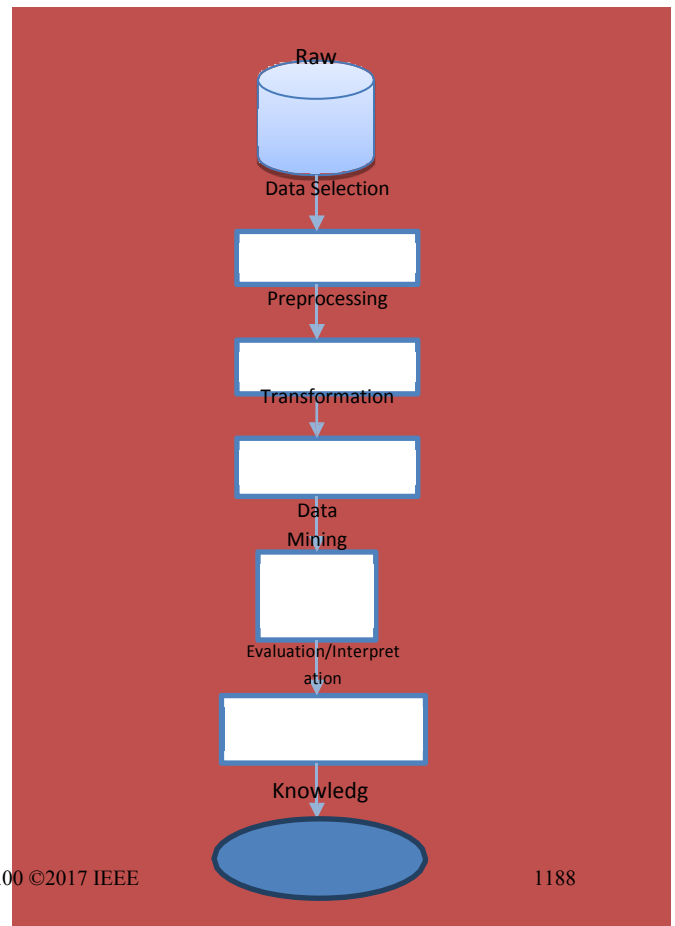 Raw
Data Selection
Preprocessing
Transformation
Data
Mining
Evaluation/Interpret
ation
Knowledg
00 ©2017 IEEE
1188